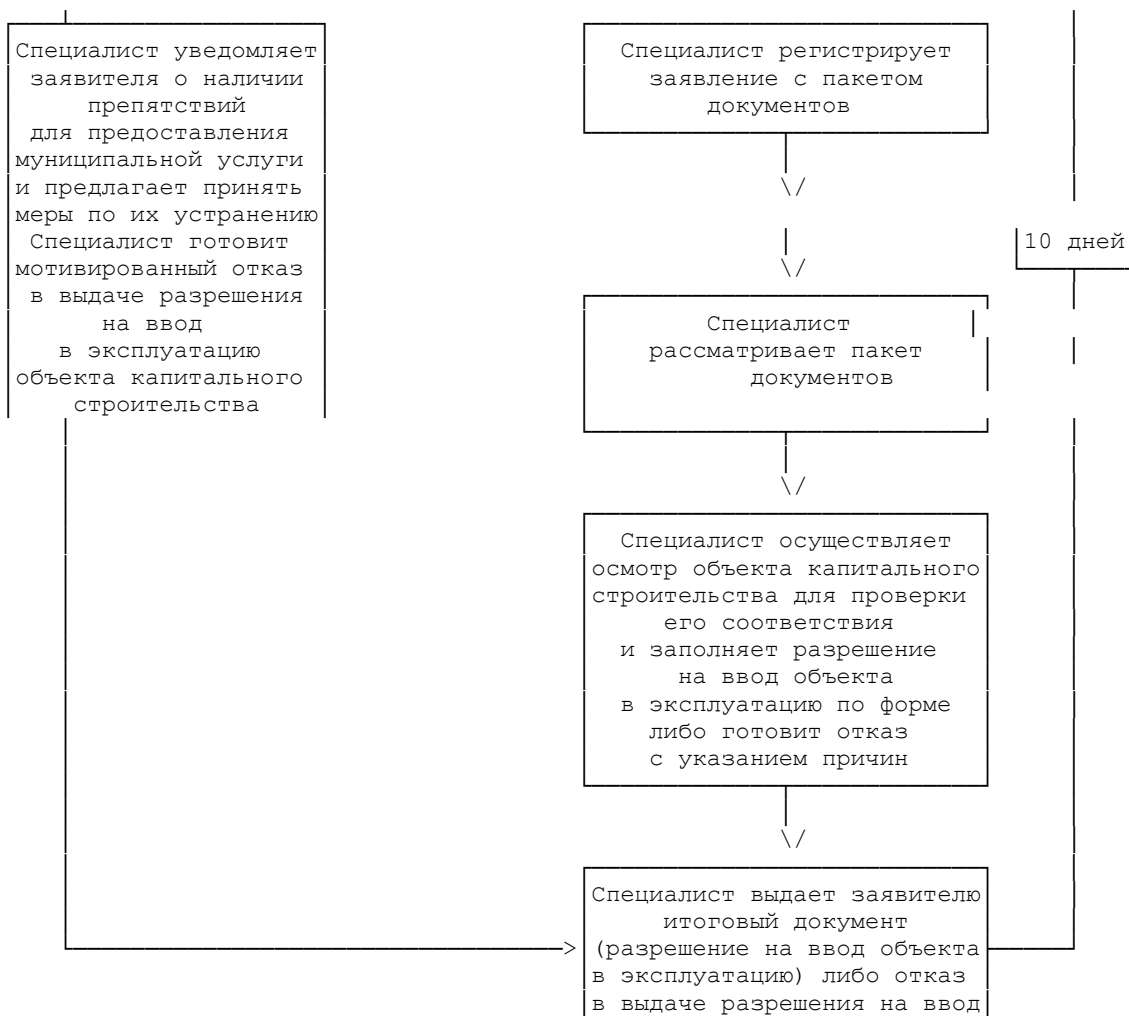 Специалист уведомляет
заявителя о наличии
препятствий
для предоставления
муниципальной услуги
и предлагает принять
меры по их устранению
Специалист готовит
мотивированный отказ
в выдаче разрешения
на ввод
в эксплуатацию
объекта капитального
строительства
Специалист регистрирует
заявление с пакетом
документов
\/
\/
10 дней
Специалист
рассматривает пакет
документов
\/
Специалист осуществляет
осмотр объекта капитального
строительства для проверки
его соответствия
и заполняет разрешение
на ввод объекта
в эксплуатацию по форме
либо готовит отказ
с указанием причин
\/
>
Специалист выдает заявителю
итоговый документ
(разрешение на ввод объекта
в эксплуатацию) либо отказ
в выдаче разрешения на ввод